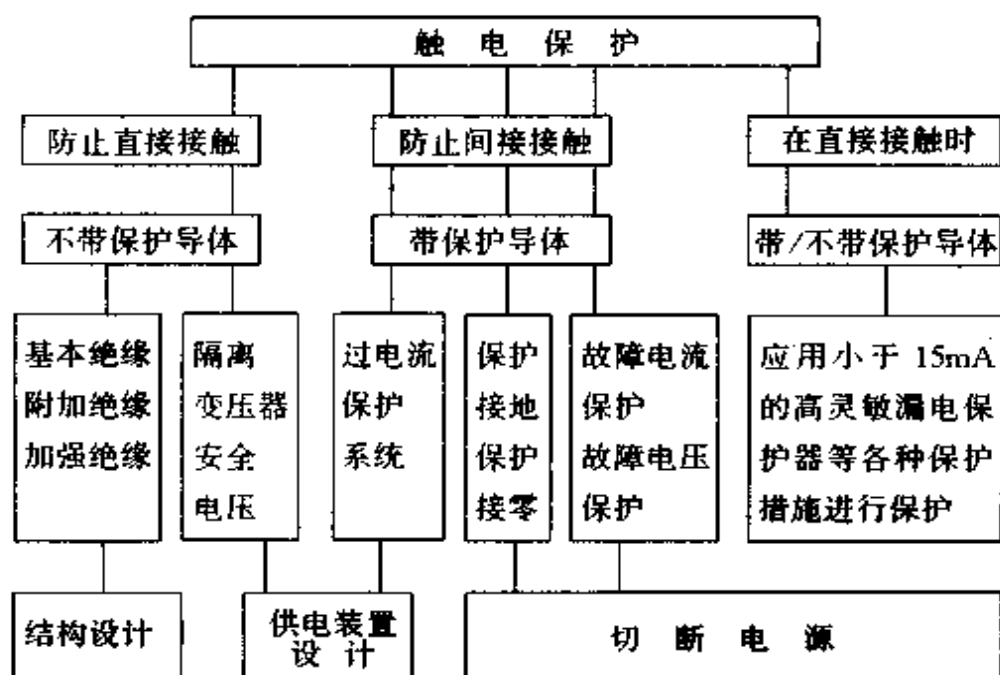 触电保护
防止直接接触
防止间接接触
在直接接触时
不带保护导体
带保护导体
带/不带保护导体
基本绝缘
附加绝缘
加强绝缘
隔离
变压器
安全
电压
过电流
保护
系统
保护
接地
保护
接零
故障电流
保护
故障电压
保护
应用小于 15mA
的高灵敏漏电保
护器等各种保护
措施进行保护
结构设计
供电装置
设计
切断电源